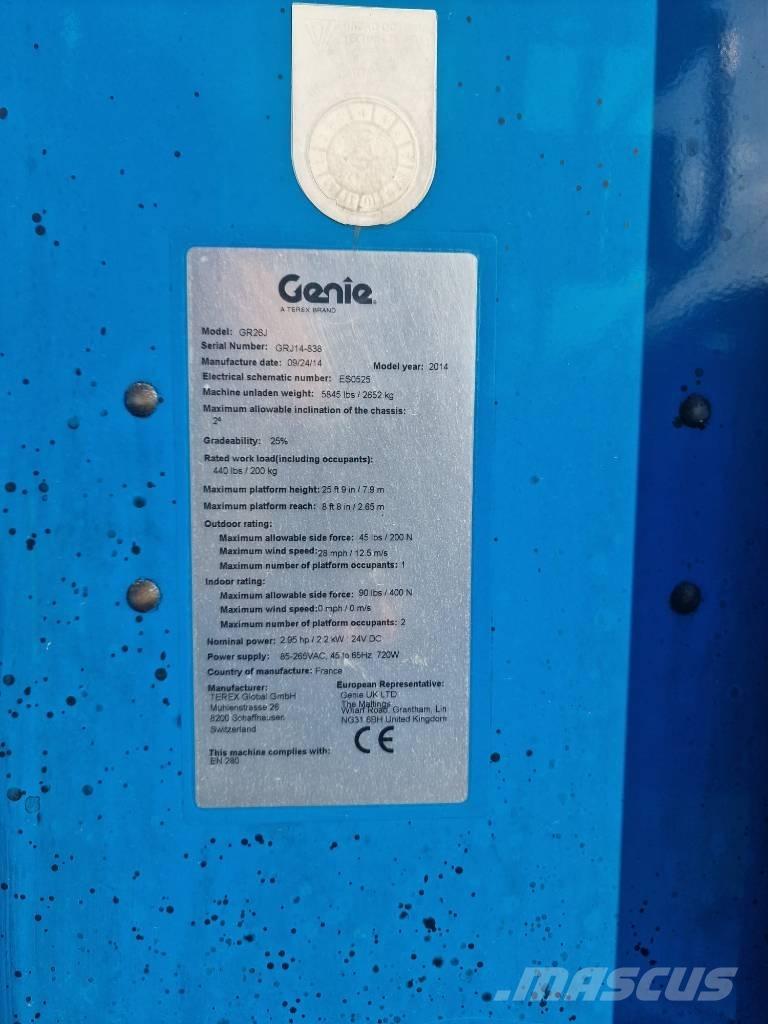 Genie
A TEREX BRAND
Model: GR26J
Serial Number: GRJ14-838
Manufacture date: 09/24/14 Model year: 2014
Electrical schematic number: ES0525
Machine unladen weight: 5845 lbs / 2652 kg
Maximum allowable inclination of the chassis:
2°
Gradeability: 25%
Rated work load(including occupants):
440 lbs / 200 kg
Maximum platform height: 25 ft 9 in / 7.9 m
Maximum platform reach: 8 ft 8 in / 2.65 m
Outdoor rating:
Maximum allowable side force: 45 lbs / 200 N
Maximum wind speed: 28 mph / 12.5 m/s
Maximum number of platform occupants: 1
Indoor rating:
Maximum allowable side force: 90 lbs / 400 N
Maximum wind speed: 0 mph / 0 m/s
Maximum number of platform occupants: 2
Nominal power: 2.95 hp / 2.2 kW 24V DC
Power supply: 85-265VAC, 45 to 65Hz 720W
Country of manufacture: France
Manufacturer:
TEREX Global GmbH
Muhlenstrasse 26
8200 Schaffhausen
Switzerland
European Representative:
Genie UK LTD
The Maltings
Wharf Road, Grantham, Lin
NG31 6BH United Kingdom
CE
This machine complies with:
EN 280
MASCUS